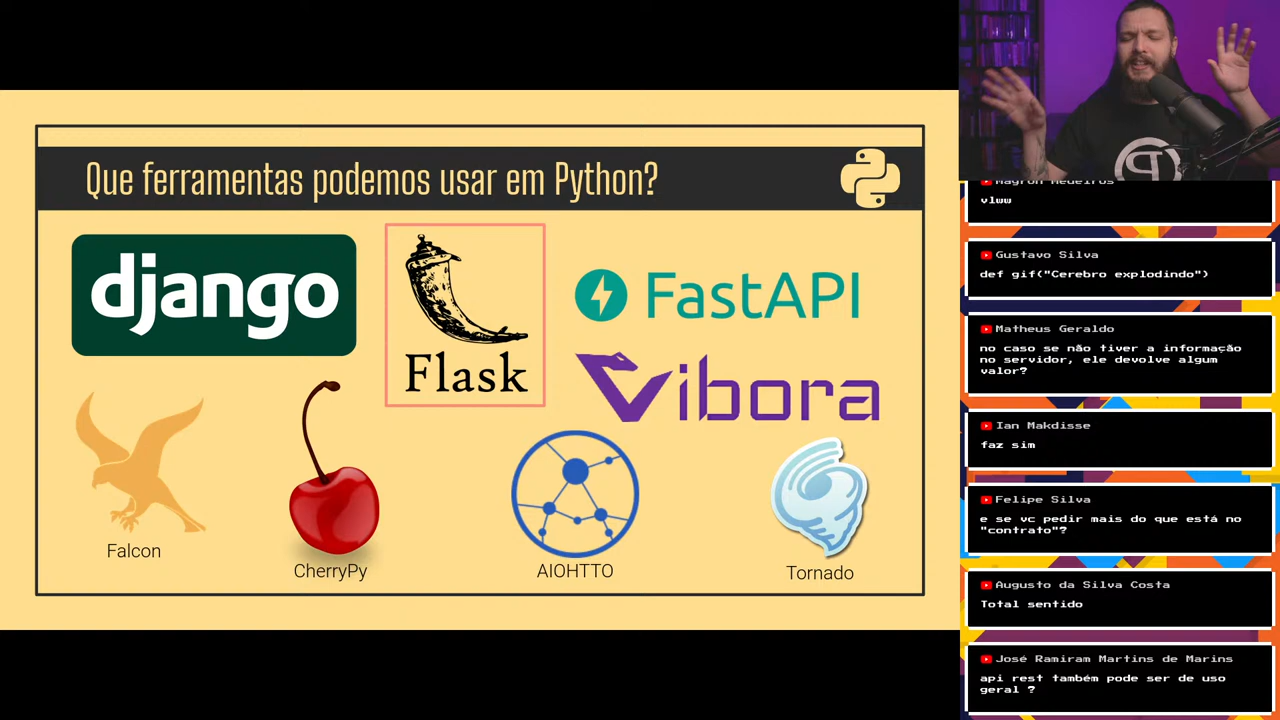 Que ferramentas podemos usar em Python?
django
Flask
FastAPI
Vibora
Falcon
CherryPy
AIOHTTO
Tornado
vlww
Gustavo Silva
def gif("Cerebro explodindo")
Matheus Geraldo
no caso se não tiver a informação
no servidor, ele devolve algum
valor?
Ian Makdisse
faz sim
Felipe Silva
e se vc pedir mais do que está no
"contrato"?
Augusto da Silva Costa
Total sentido
José Ramiram Martins de Marins
api rest também pode ser de uso
geral ?